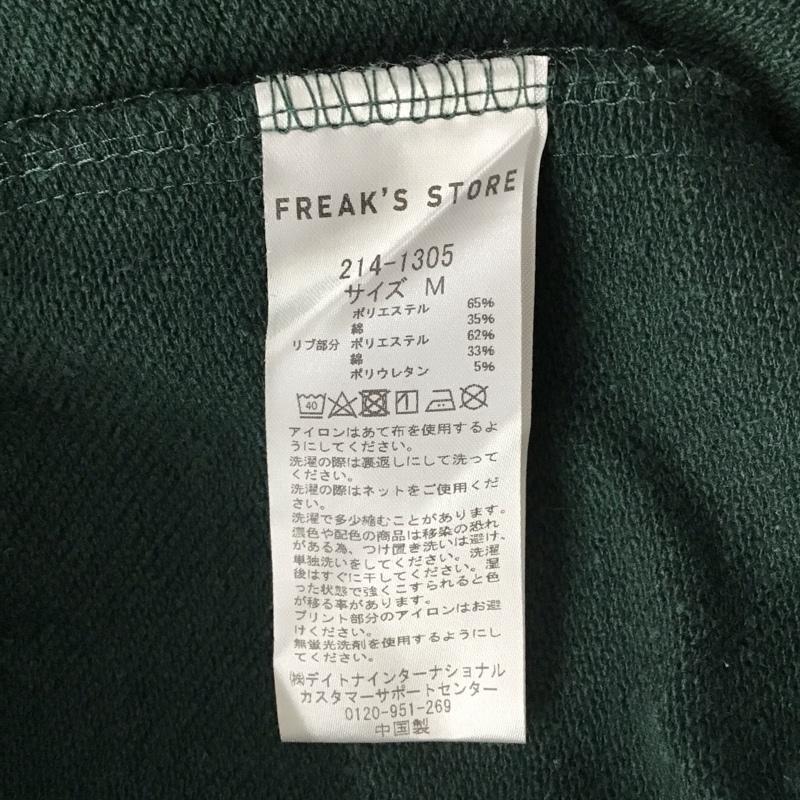 FREAK'S STORE
214-1305
サイズ M
ポリエステル 65%
綿 35%
リブ部分 ポリエステル 62%
綿 33%
ポリウレタン 5%
40
アイロンはあて布を使用するよ
うにしてください。
洗濯の際は裏返しにして洗って
ください。
洗濯の際はネットをご使用くだ
さい。
洗濯で多少縮むことがあります。
濃色や配色の商品は移染の恐れ
がある為、つけ置き洗いは避け、
単独洗いをしてください。洗濯
後はすぐに干してください。湿
った状態で強くこすられると色
が移る事があります。
プリント部分のアイロンはお避
けください。
無蛍光洗剤を使用するようにし
てください。
㈱デイトナインターナショナル
カスタマーサポートセンター
0120-951-269
中国製